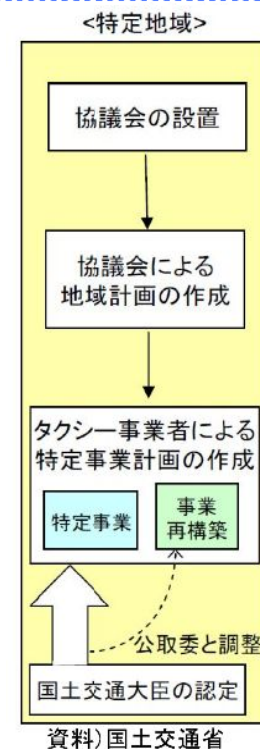 <特定地域>
協議会の設置
協議会による
地域計画の作成
タクシー事業者による
特定事業計画の作成
特定事業
事業
再構築
公取委と調整
国土交通大臣の認定
資料)国土交通省